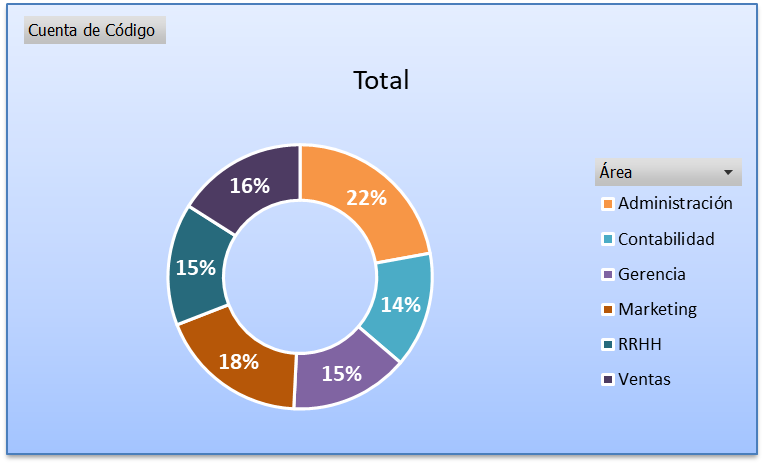 Cuenta de Código
Total
22%
14%
15%
18%
15%
16%
Área
Administración
Contabilidad
Gerencia
Marketing
RRHH
Ventas